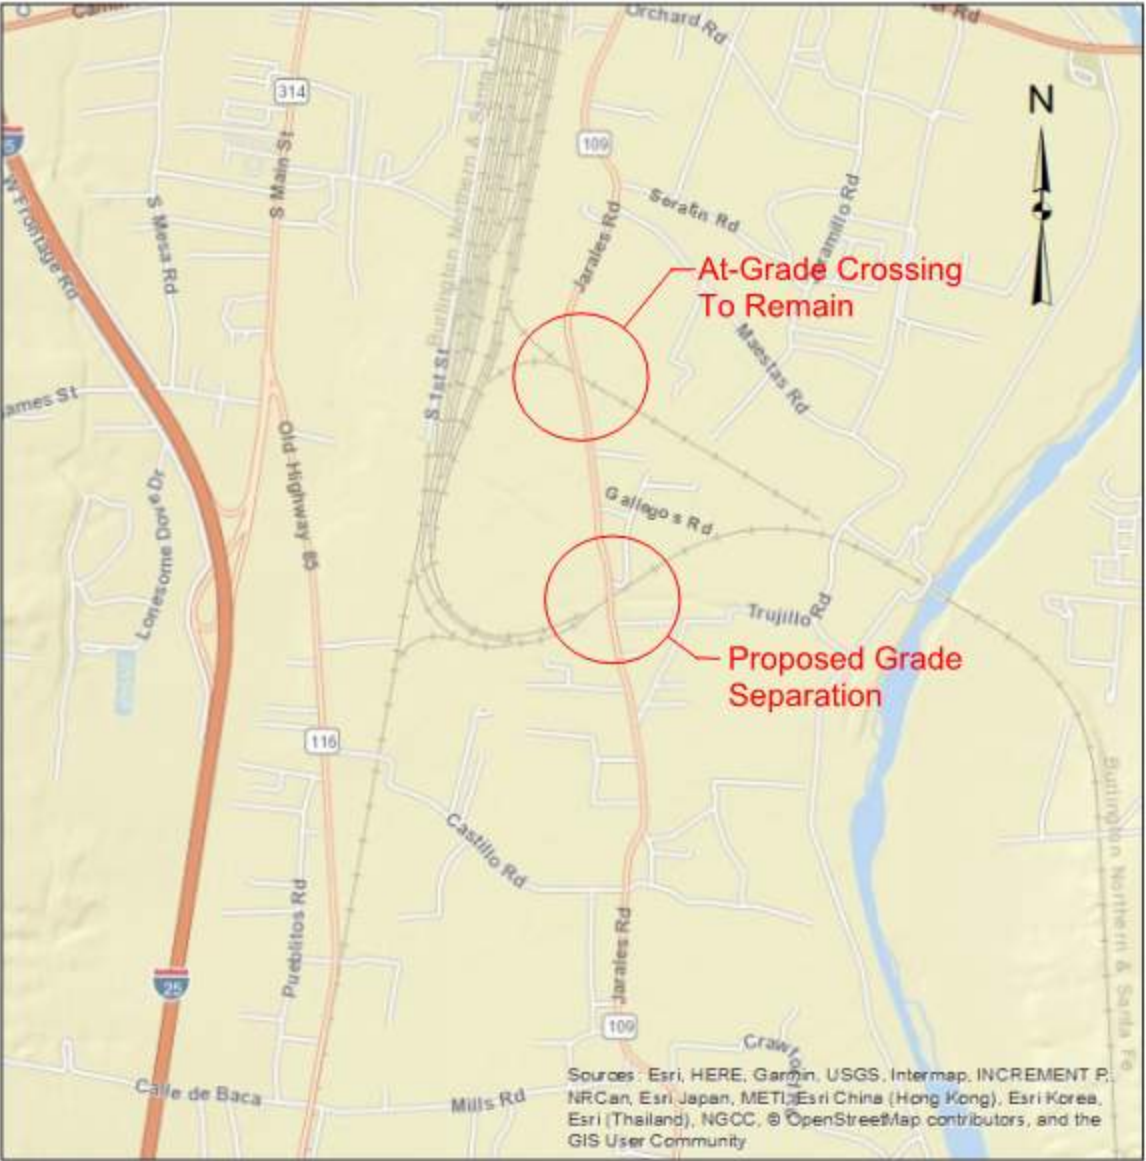 Orchard Rd
Rd
314
109
N
Burlington Northern & Santa Fe
S Main St
W Frontage Rd
S Mesa Rd
Jarales Rd
Serafin Rd
At-Grade Crossing
To Remain
Maestas Rd
S 1st St
Old Highway 85
Lonesome Dove Dr
Gallegos Rd
Trujillo Rd
Proposed Grade
Separation
116
Castillo Rd
Burlington Northern & Santa Fe
Pueblitos Rd
Jarales Rd
25
109
Calle de Baca
Mills Rd
Sources: Esri, HERE, Garmin, USGS, Intermap, INCREMENT P,
NRCan, Esri Japan, METI, Esri China (Hong Kong), Esri Korea,
Esri (Thailand), NGCC, © OpenStreetMap contributors, and the
GIS User Community